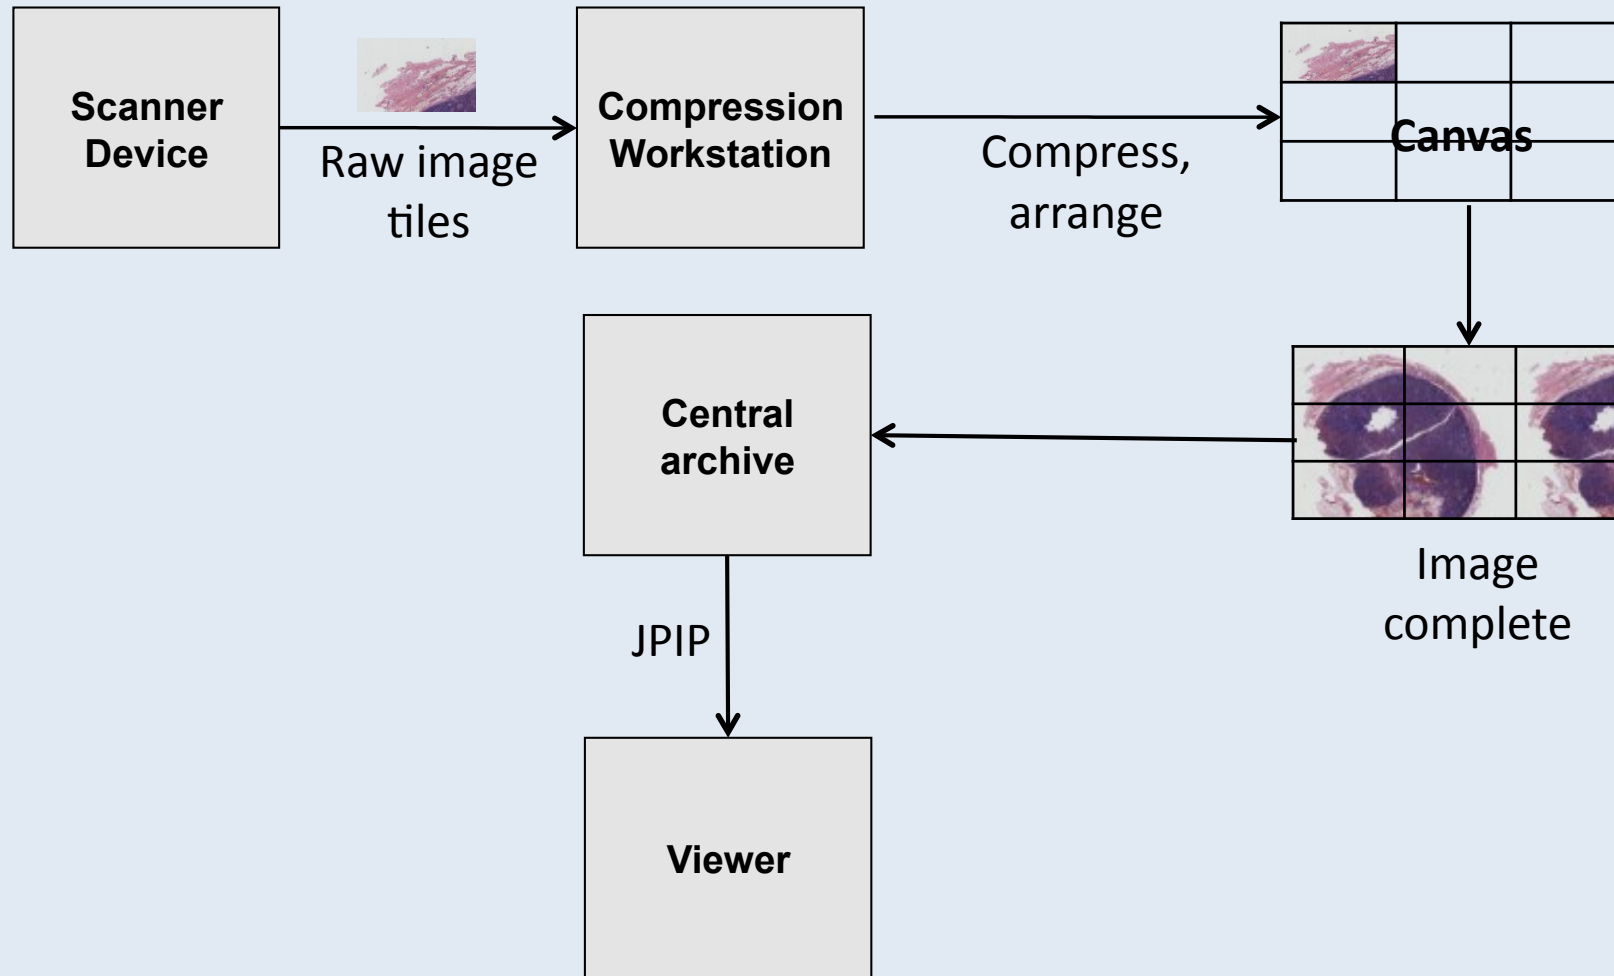 Scanner
Device
Raw image
tiles
Compression
Workstation
Compress,
arrange
Canvas
Central
archive
Image
complete
JPIP
Viewer